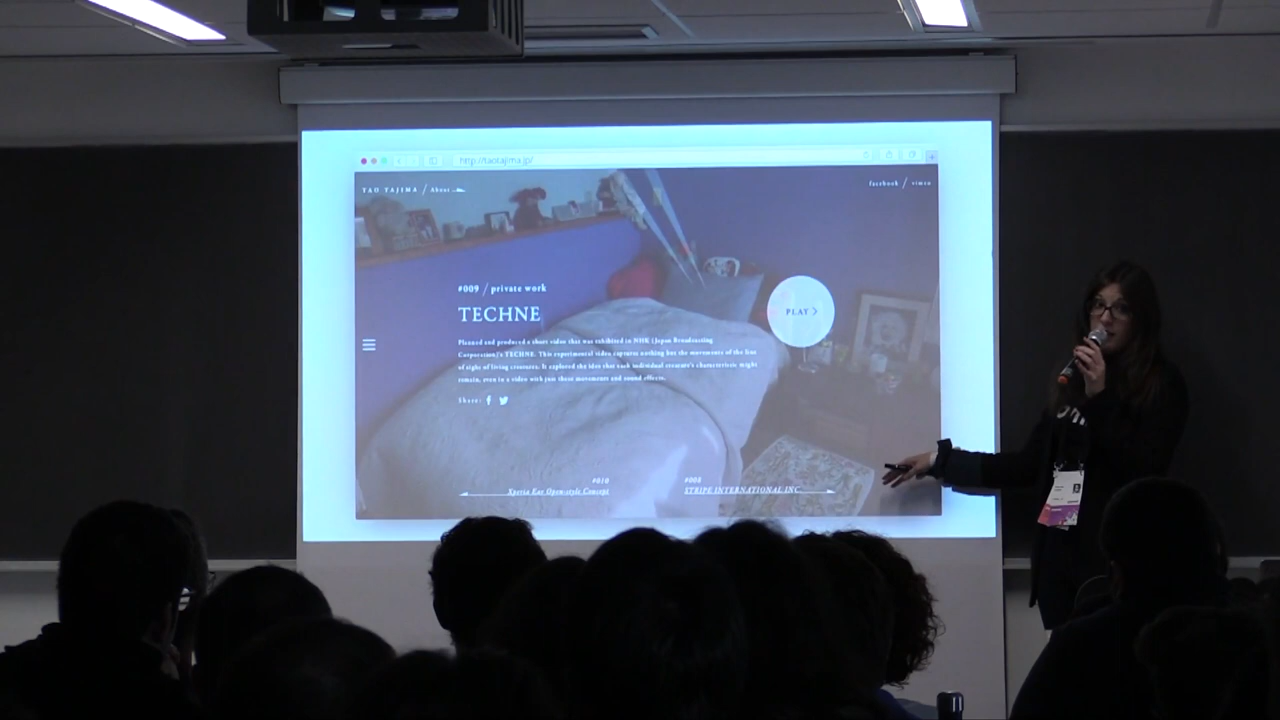 http://taotajima.jp/
TAO TAJIMA / About
facebook / vimeo
#009 / private work
TECHNE
PLAY
Planned and produced a short video that was exhibited in NHK (Japan Broadcasting
Corporation)'s TECHNE. This experimental video captures nothing but the movements of the line
of sight of living creatures. It explored the idea that each individual creature's characteristic might
remain, even in a video with just these movements and sound effects.
Share:
#010
Xperia Ear Open-style Concept
#008
STRIPE INTERNATIONAL INC.